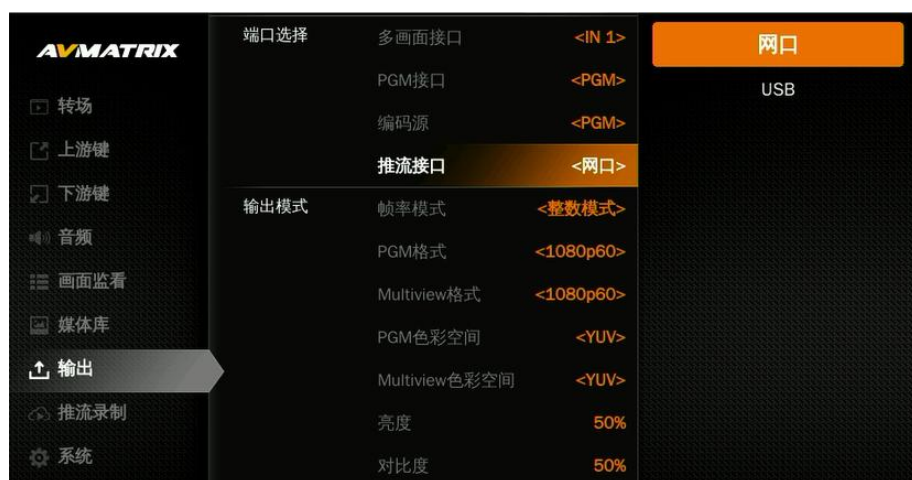 AVMATRIX
转场
上游键
下游键
音频
画面监看
媒体库
输出
推流录制
系统
端口选择
多画面接口 <IN 1>
PGM接口 <PGM>
编码源 <PGM>
推流接口 <网口>
输出模式
帧率模式 <整数模式>
PGM格式 <1080p60>
Multiview格式 <1080p60>
PGM色彩空间 <YUV>
Multiview色彩空间 <YUV>
亮度 50%
对比度 50%
网口
USB